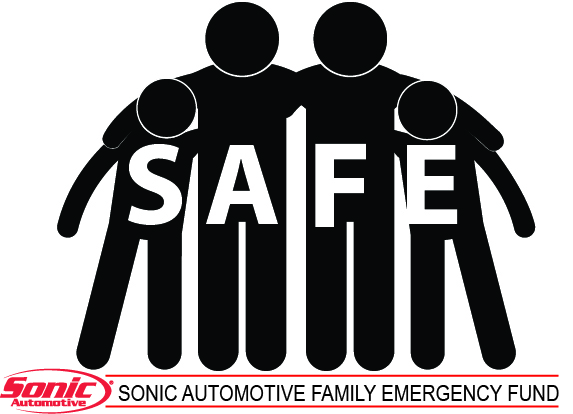 SAFE
Sonic
Automotive
SONIC AUTOMOTIVE FAMILY EMERGENCY FUND